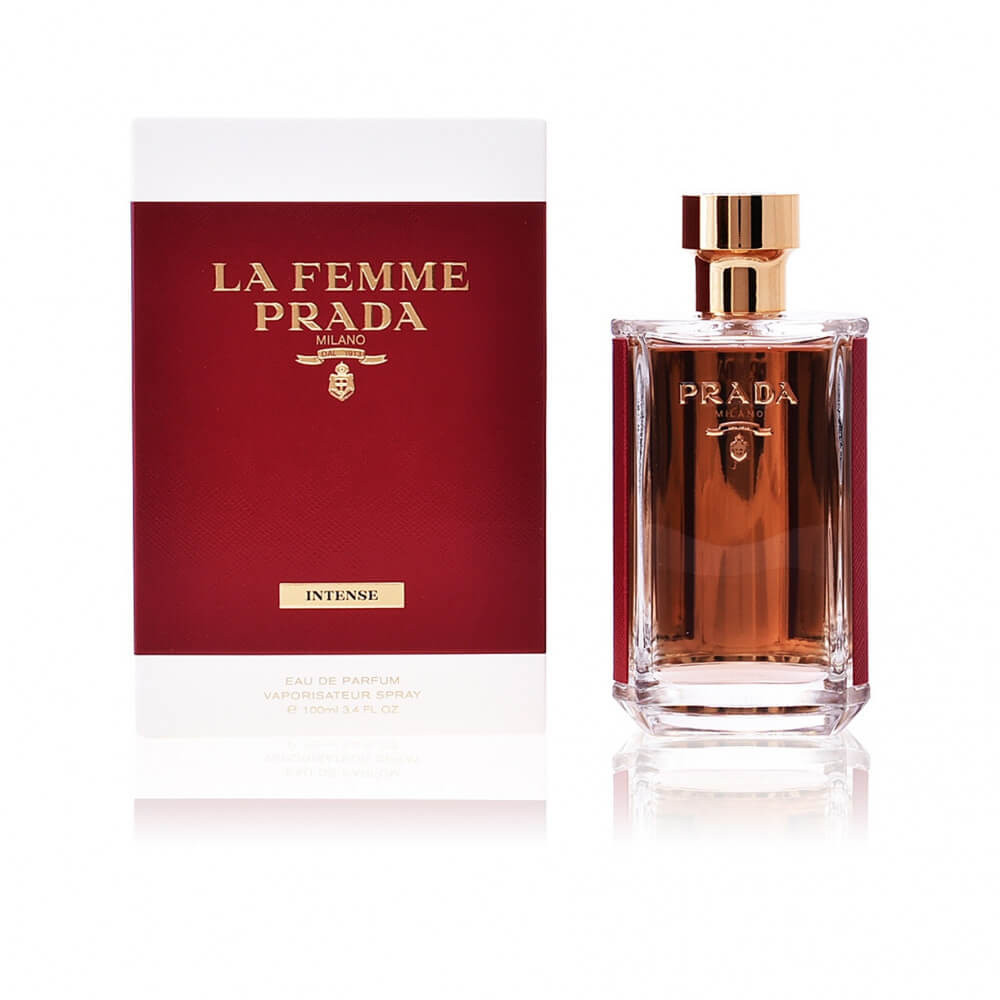 LA FEMME
PRADA
MILANO
DAL 1913
INTENSE
EAU DE PARFUM
VAPORISATEUR SPRAY
℮ 100ml 3.4 FL OZ
PRADA
MILANO